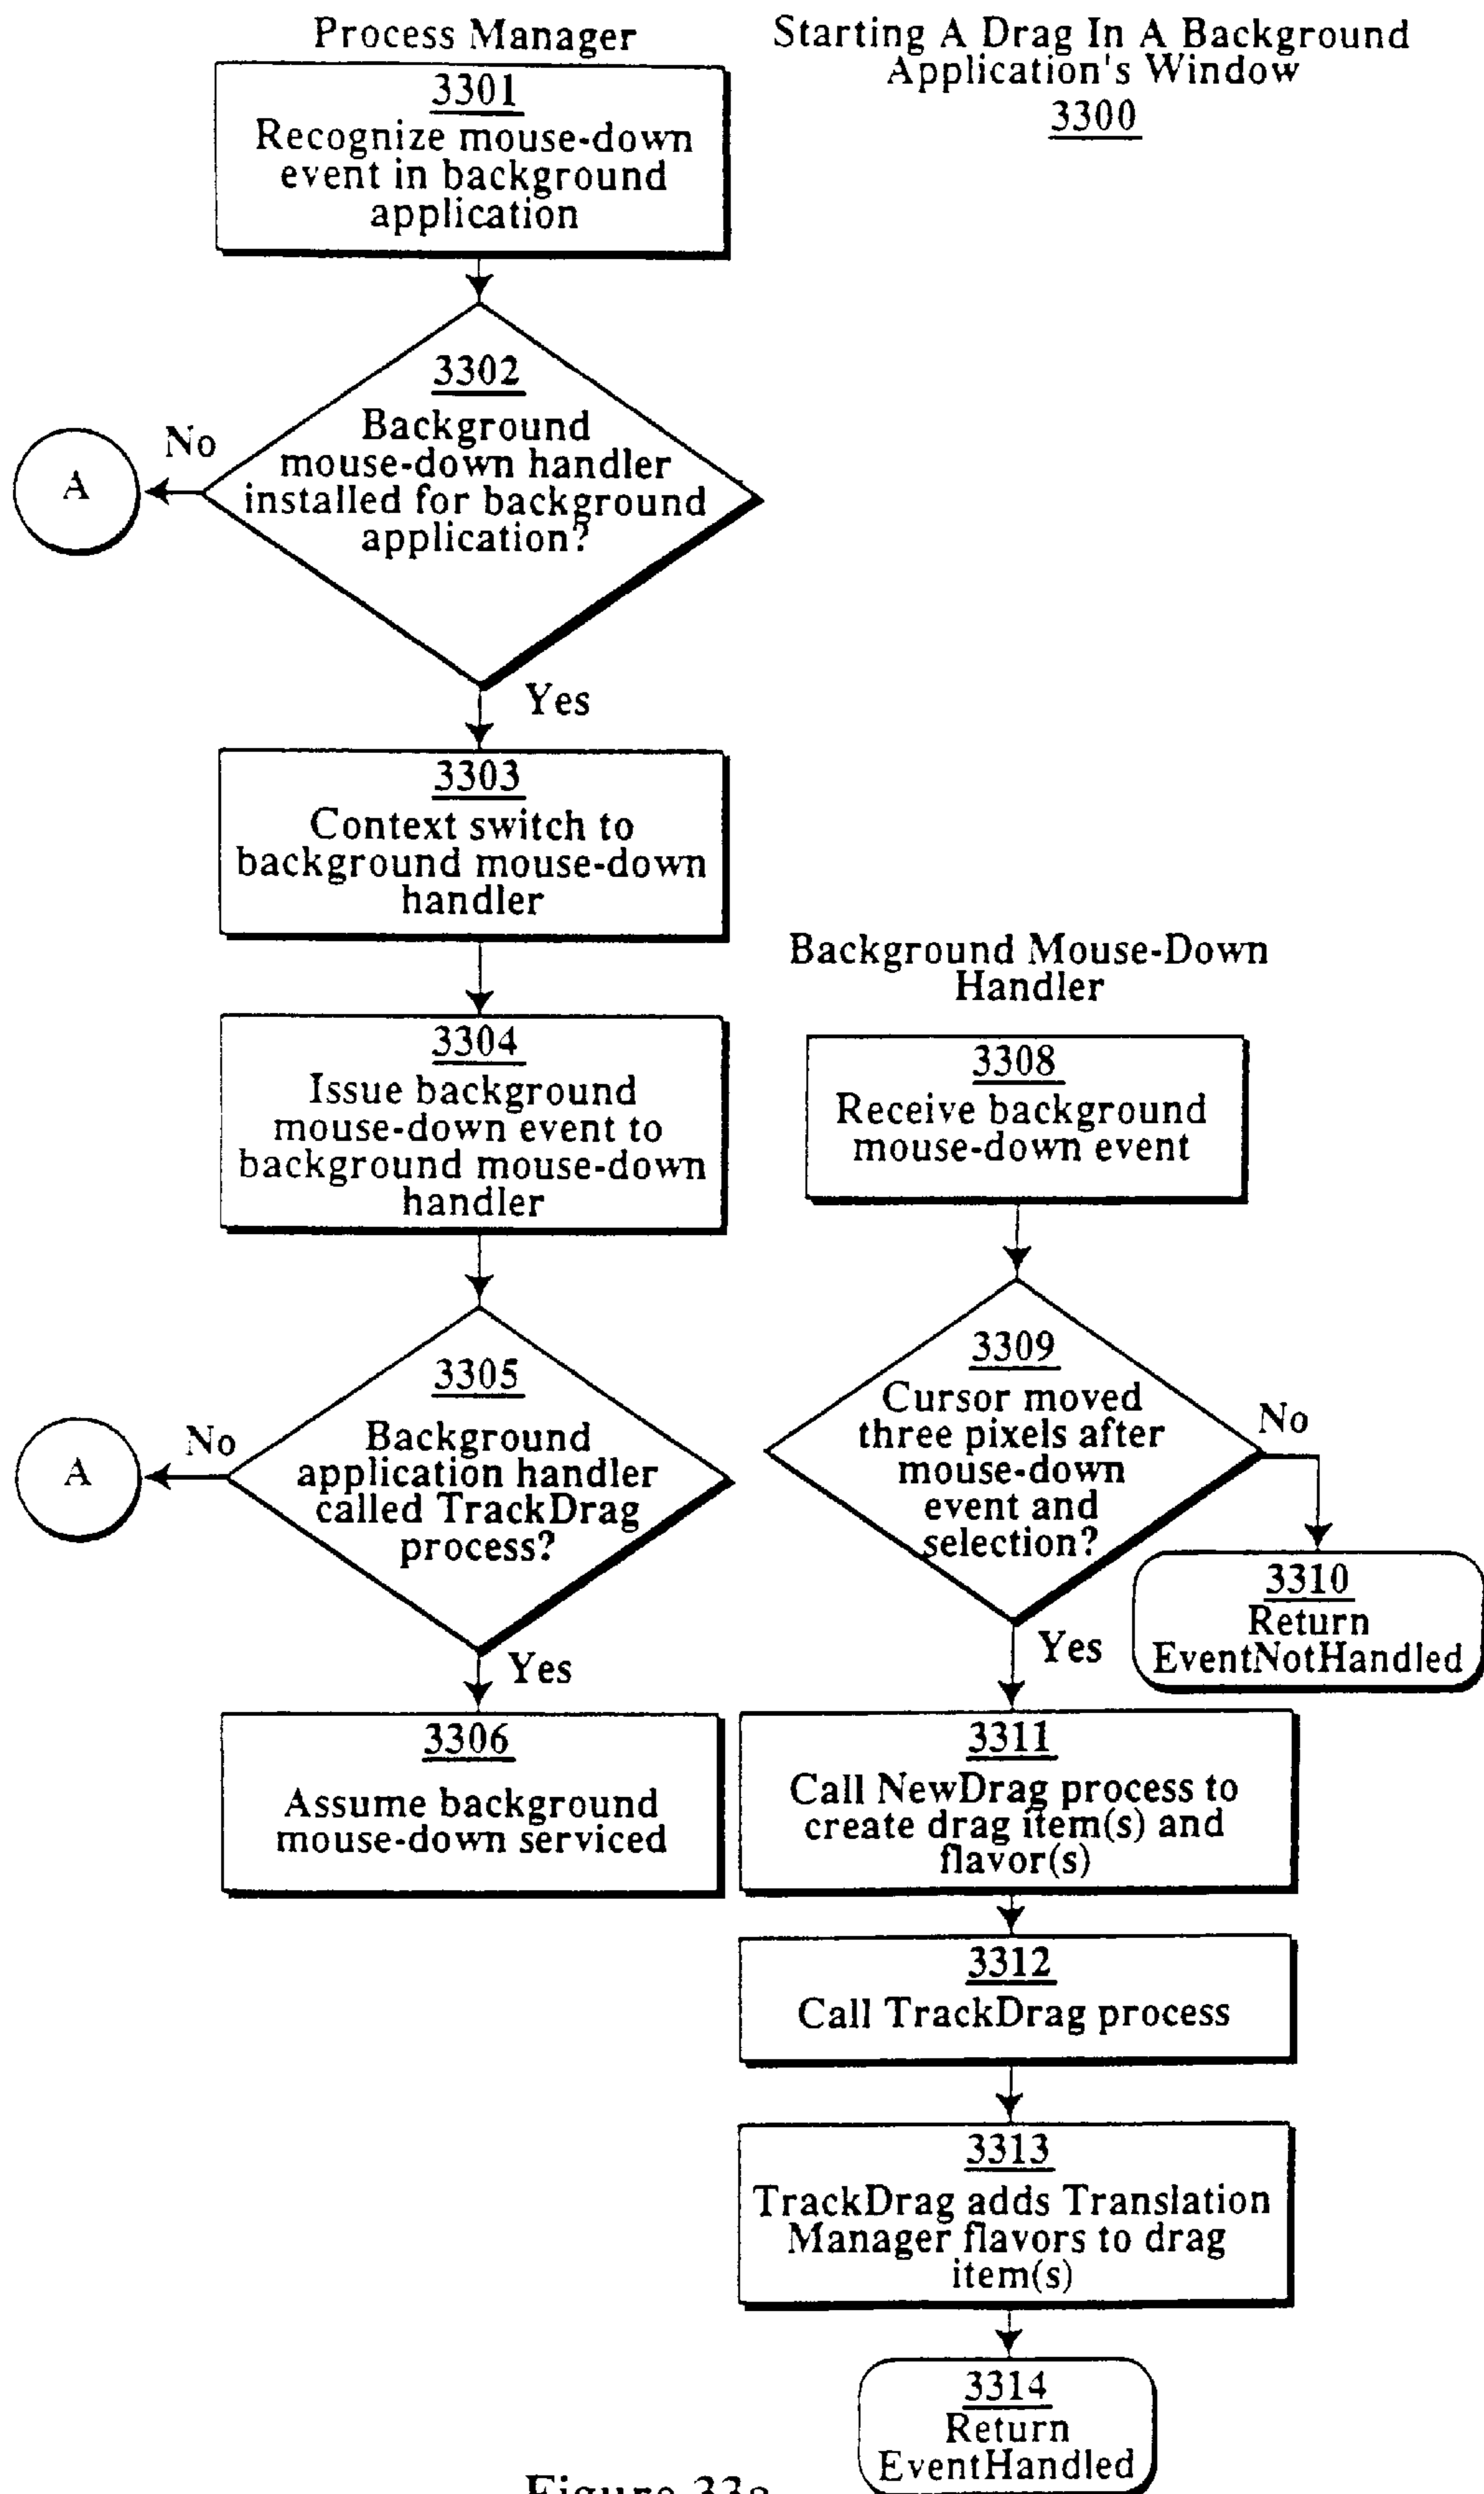 Process Manager
Starting A Drag In A Background
Application's Window
3300
3301
Recognize mouse-down
event in background
application
3302
Background
mouse-down handler
installed for background
application?
No
A
Yes
3303
Context switch to
background mouse-down
handler
3304
Issue background
mouse-down event to
background mouse-down
handler
3305
Background
application handler
called TrackDrag
process?
No
A
Yes
3306
Assume background
mouse-down serviced
Background Mouse-Down
Handler
3308
Receive background
mouse-down event
3309
Cursor moved
three pixels after
mouse-down
event and
selection?
No
3310
Return
EventNotHandled
Yes
3311
Call NewDrag process to
create drag item(s) and
flavor(s)
3312
Call TrackDrag process
3313
TrackDrag adds Translation
Manager flavors to drag
item(s)
3314
Return
EventHandled
Figure 33a